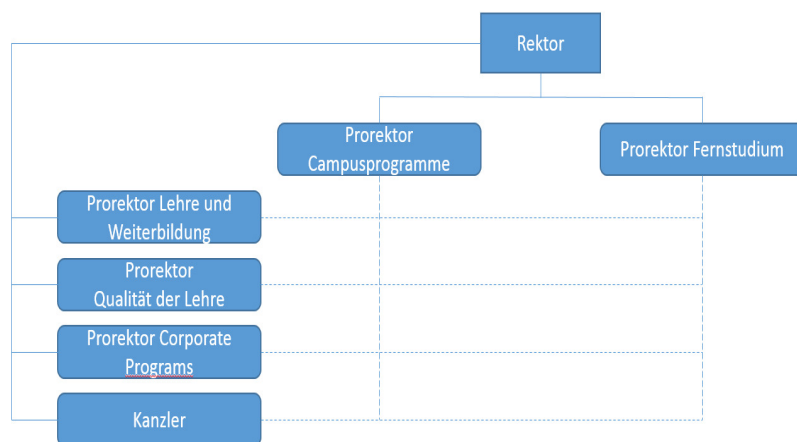 Rektor
Prorektor
Campusprogramme
Prorektor Fernstudium
Prorektor Lehre und
Weiterbildung
Prorektor
Qualität der Lehre
Prorektor Corporate
Programs
Kanzler